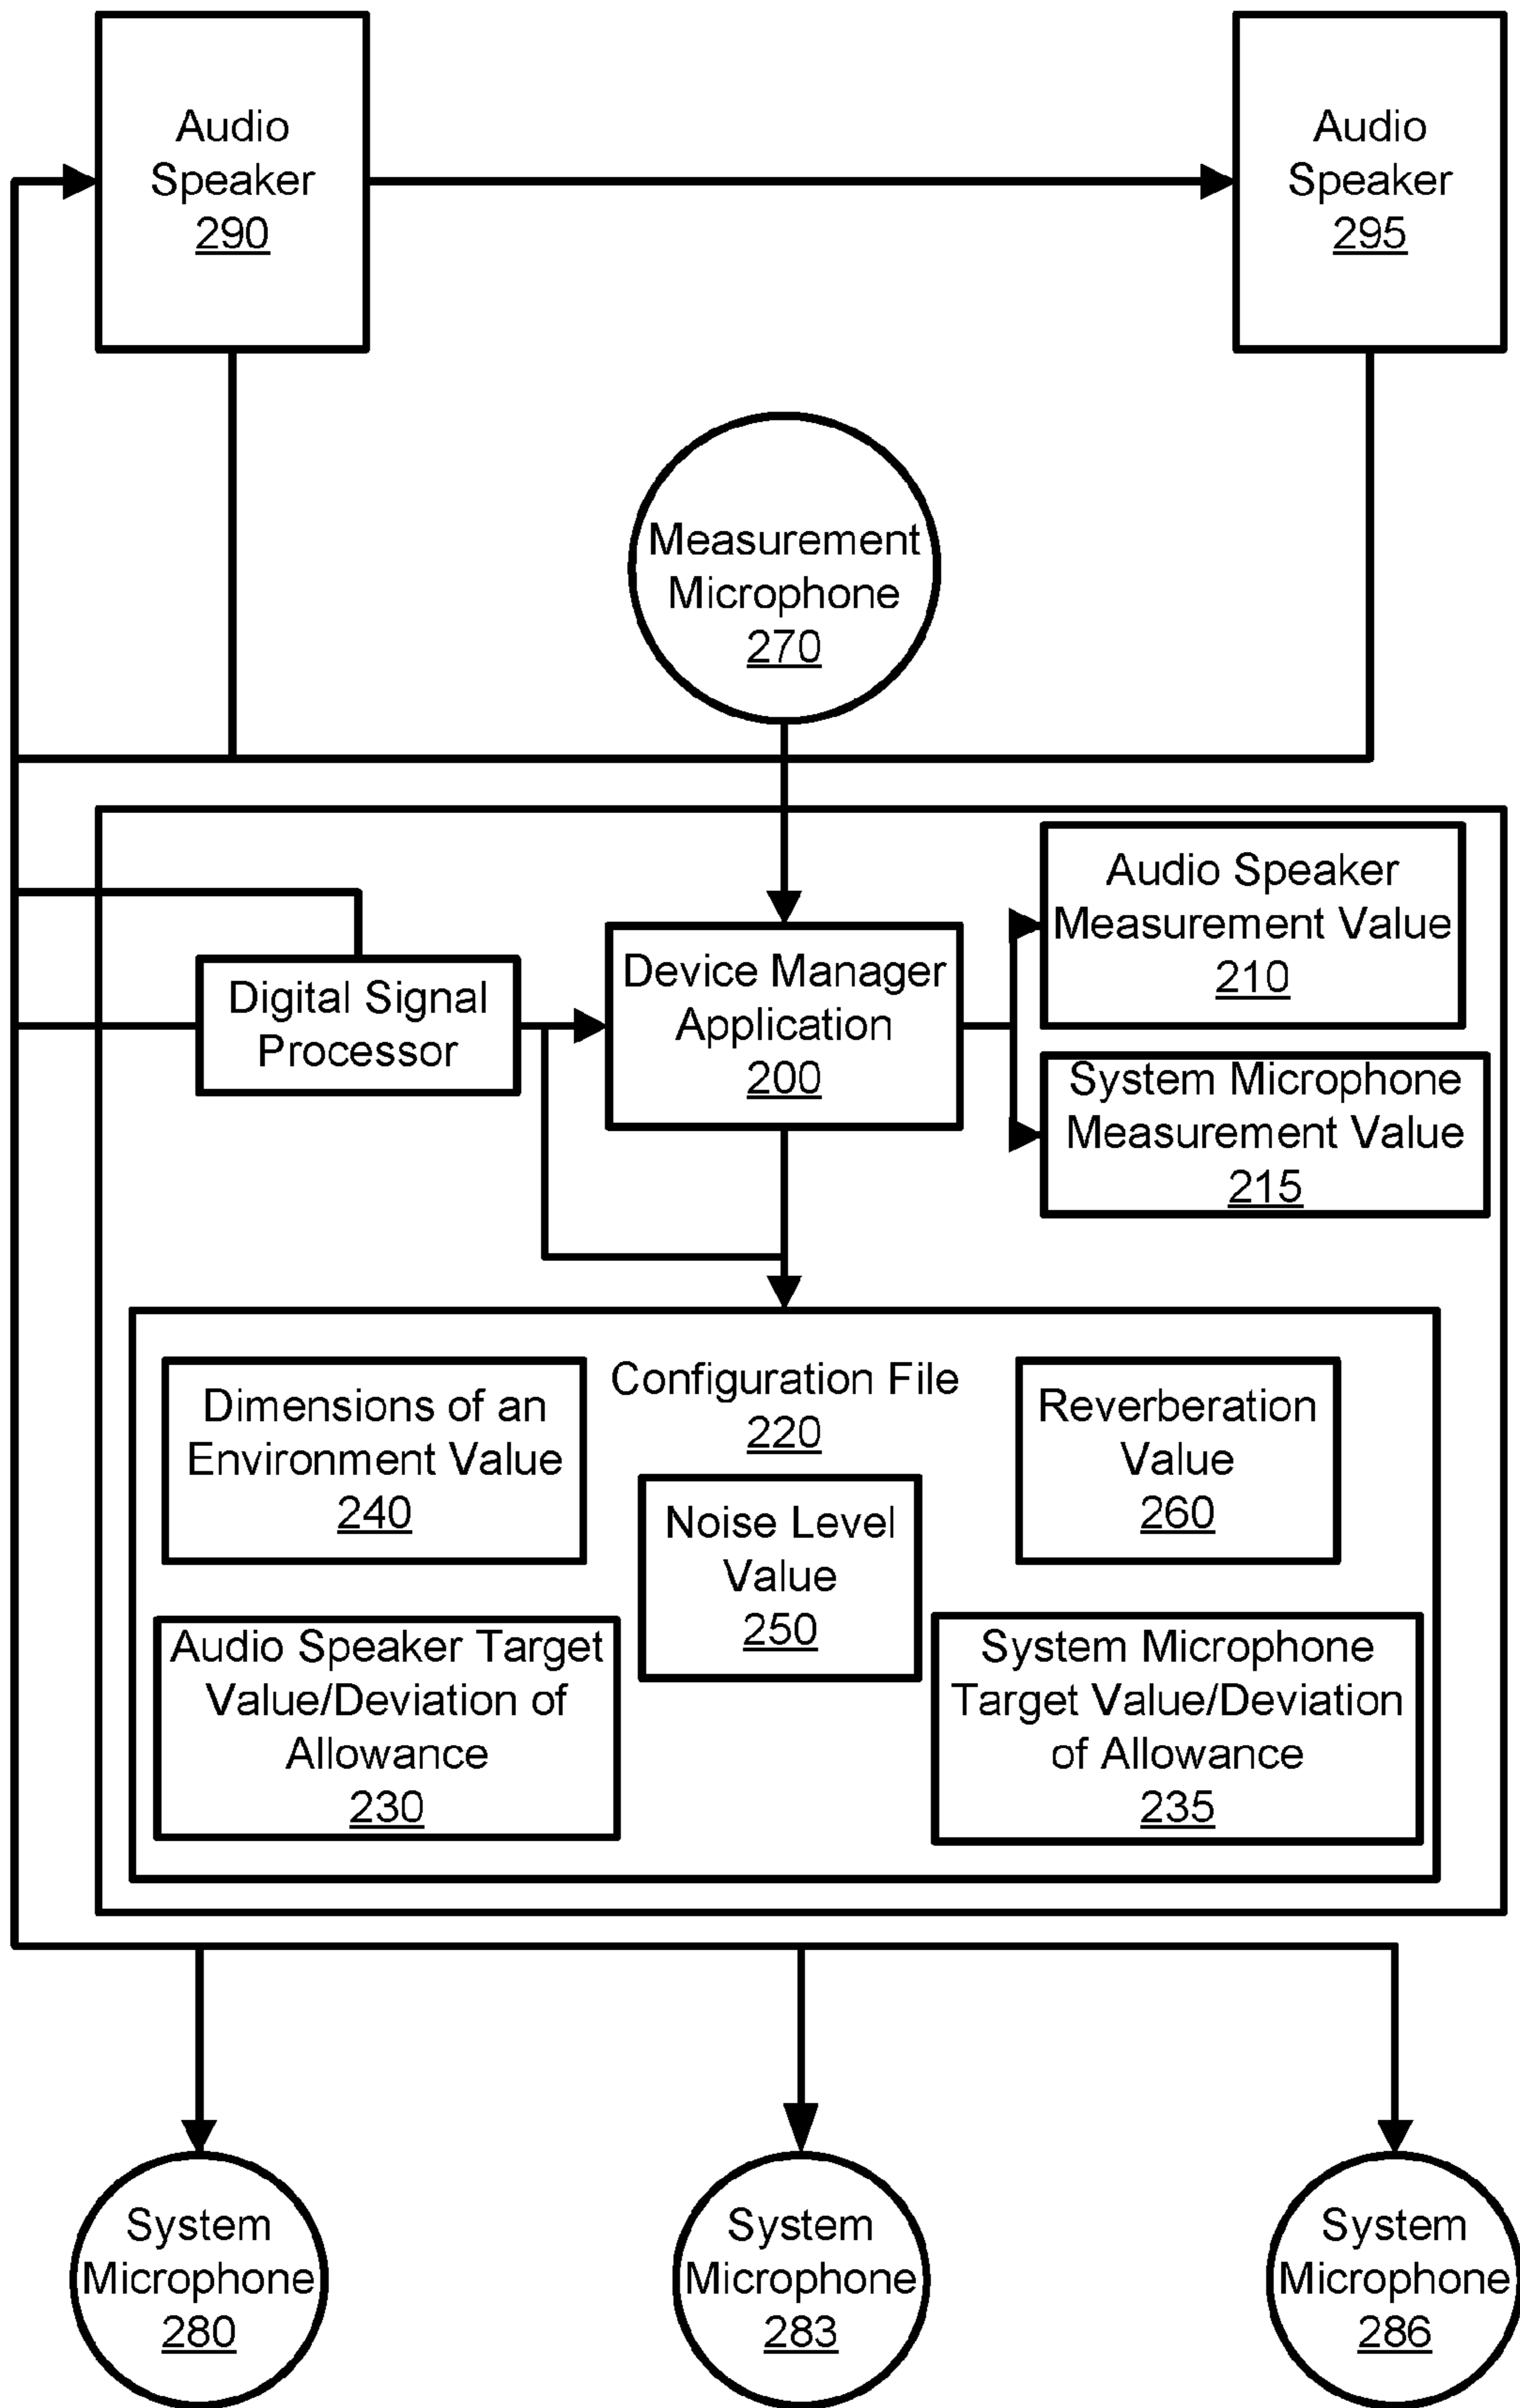 Audio
Speaker
290
Audio
Speaker
295
Measurement
Microphone
270
Audio Speaker
Measurement Value
210
Device Manager
Application
200
Digital Signal
Processor
System Microphone
Measurement Value
215
Configuration File
220
Dimensions of an
Environment Value
240
Reverberation
Value
260
Noise Level
Value
250
Audio Speaker Target
Value/Deviation of
Allowance
230
System Microphone
Target Value/Deviation
of Allowance
235
System
Microphone
280
System
Microphone
283
System
Microphone
286